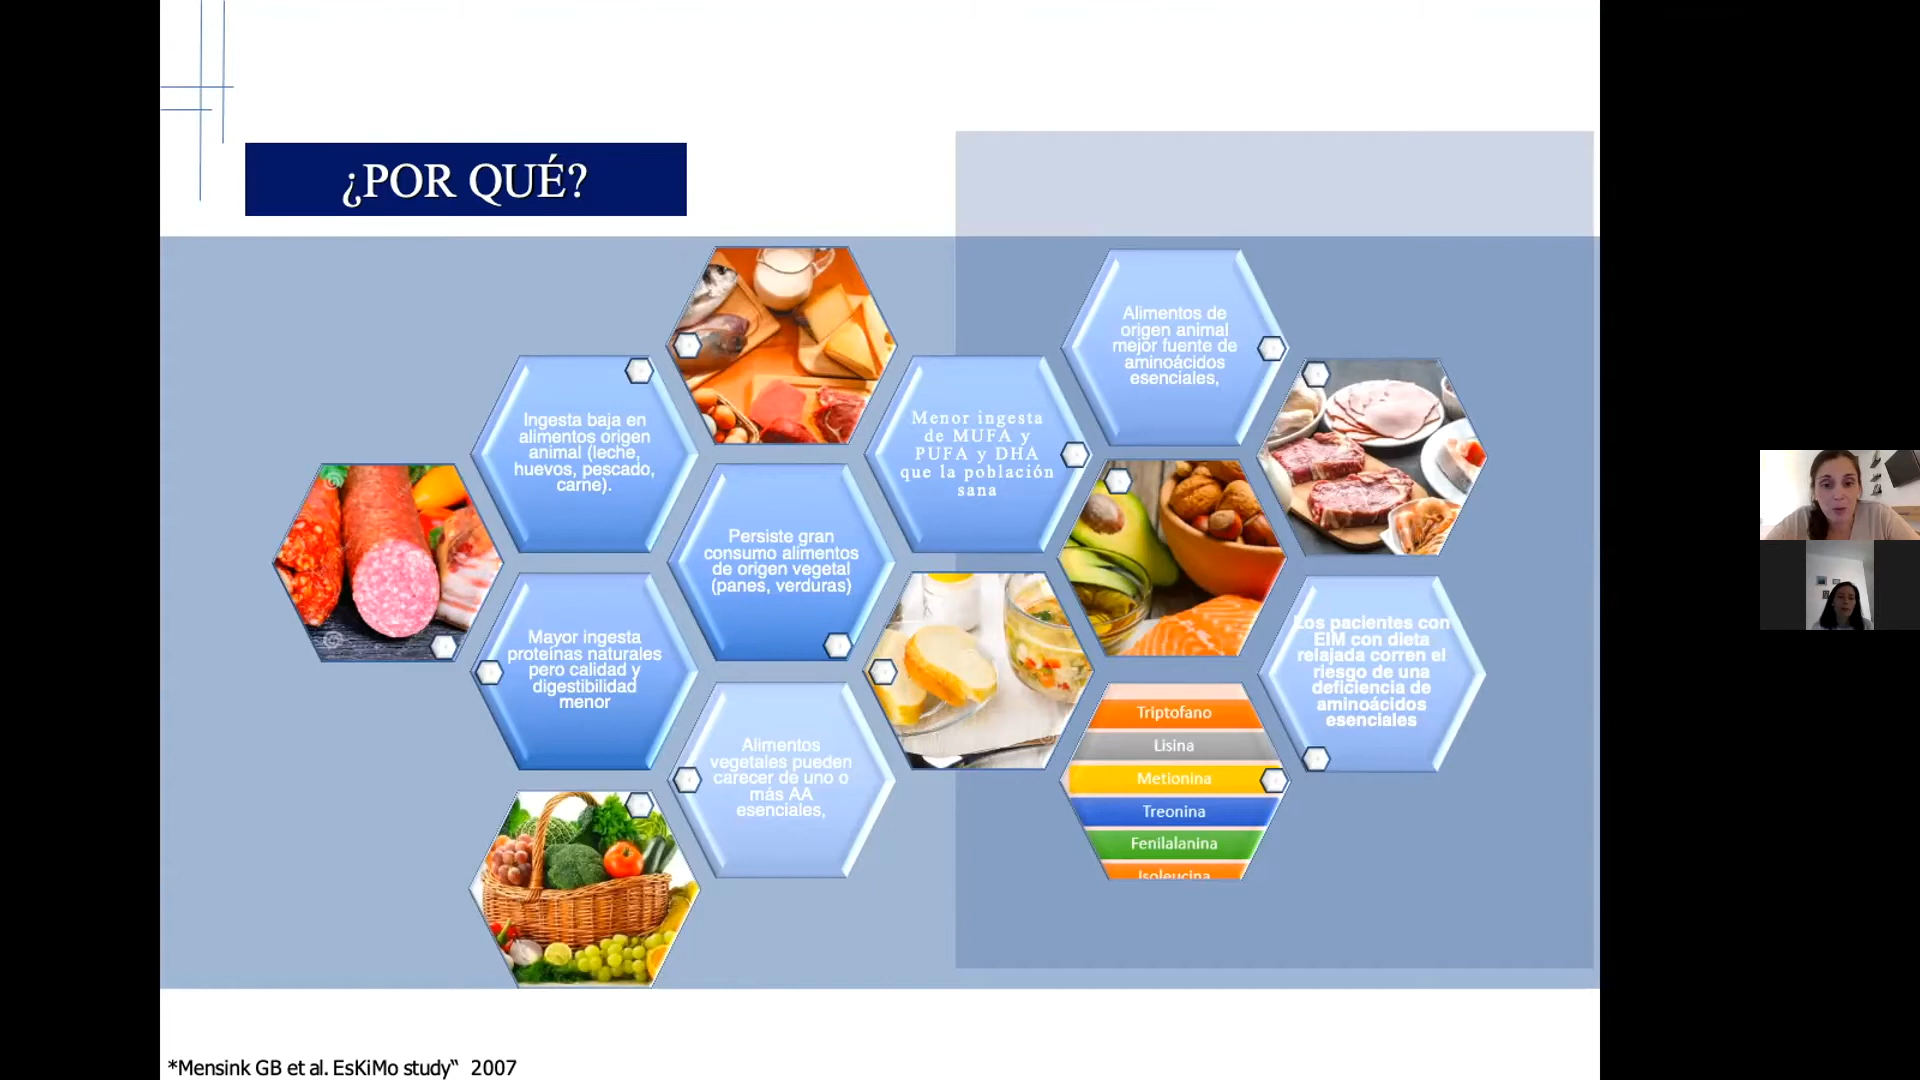 ¿POR QUÉ?
Ingesta baja en
alimentos origen
animal (leche,
huevos, pescado,
carne).
Mayor ingesta
proteínas naturales
pero calidad y
digestibilidad
menor
Persiste gran
consumo alimentos
de origen vegetal
(panes, verduras)
Alimentos
vegetales pueden
carecer de uno o
más AA
esenciales,
Menor ingesta
de MUFA y
PUFA y DHA
que la población
sana
Alimentos de
origen animal
mejor fuente de
aminoácidos
esenciales,
Triptofano
Lisina
Metionina
Treonina
Fenilalanina
Isoleucina
Los pacientes con
EIM con dieta
relajada corren el
riesgo de una
deficiencia de
aminoácidos
esenciales
*Mensink GB et al. EsKiMo study“ 2007